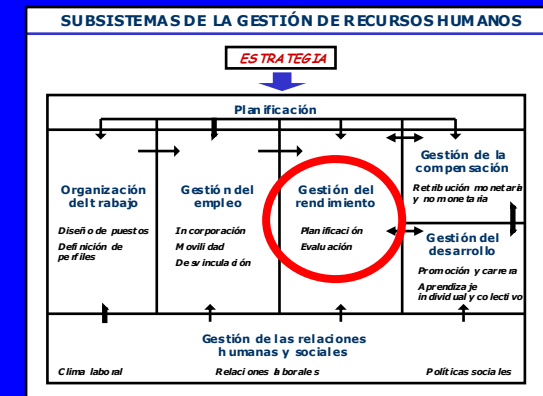 SUBSISTEMAS DE LA GESTIÓN DE RECURSOS HUMANOS
ESTRATEGIA
Planificación
Organización
del trabajo
Diseño de puestos
Definición de
perfiles
Gestión del
empleo
Incorporación
Movilidad
Desvinculación
Gestión del
rendimiento
Planificación
Evaluación
Gestión de la
compensación
Retribución monetaria
y no monetaria
Gestión del
desarrollo
Promoción y carrera
Aprendizaje
individual y colectivo
Gestión de las relaciones
humanas y sociales
Clima laboral
Relaciones laborales
Políticas sociales